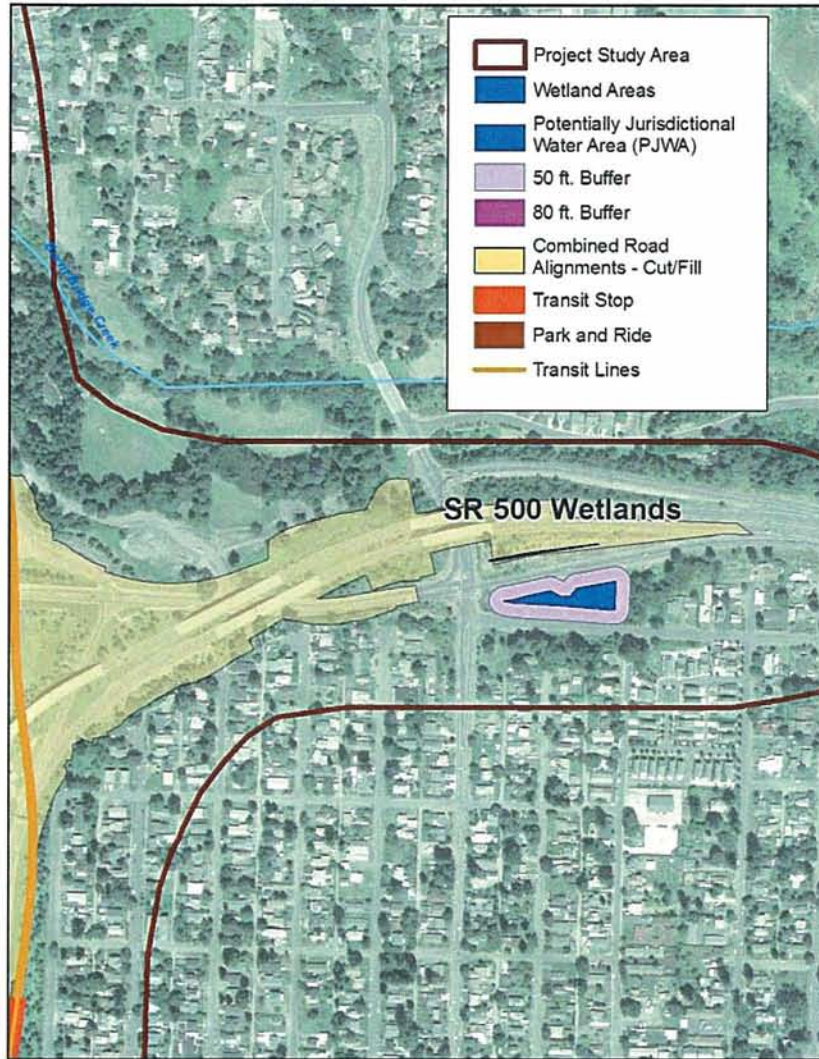 Project Study Area
Wetland Areas
Potentially Jurisdictional
Water Area (PJWA)
50 ft. Buffer
80 ft. Buffer
Combined Road
Alignments - Cut/Fill
Transit Stop
Park and Ride
Transit Lines
Creek
SR 500 Wetlands